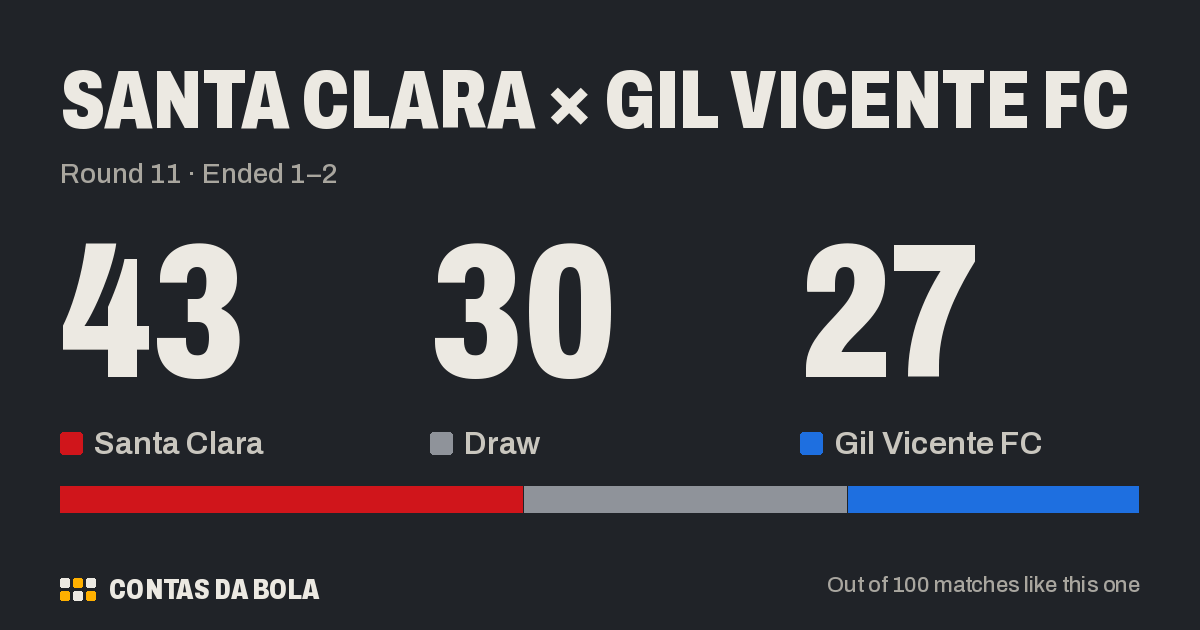 SANTA CLARA × GIL VICENTE FC
Round 11 · Ended 1–2
43 30 27
Santa Clara Draw Gil Vicente FC
CONTAS DA BOLA Out of 100 matches like this one